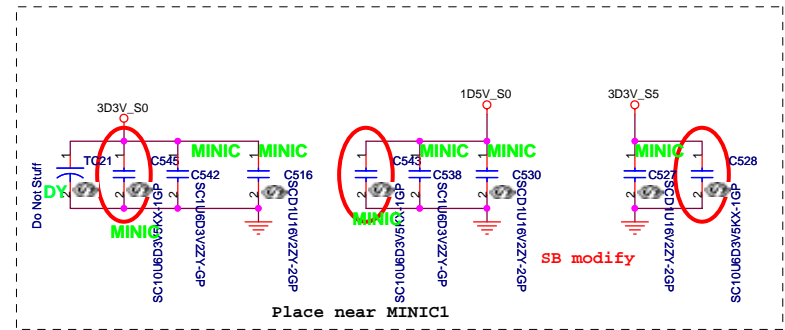 3D3V_S0
1D5V_S0
3D3V_S5
1
TC21
1
C545
1
MINIC
MINIC
1
1
C543
1
MINIC
1
1
MINIC
1
C528
C542
C516
C538
C530
C527
Do Not Stuff
DY
2
2
2
2
2
2
2
2
2
MINIC
MINIC
SC10U6D3V5KX-1GP
SC1U6D3V2ZY-GP
SCD1U16V2ZY-2GP
SC10U6D3V5KX-1GP
SC1U6D3V2ZY-GP
SCD1U16V2ZY-2GP
SCD1U16V2ZY-2GP
SC10U6D3V5KX-1GP
SB modify
Place near MINIC1